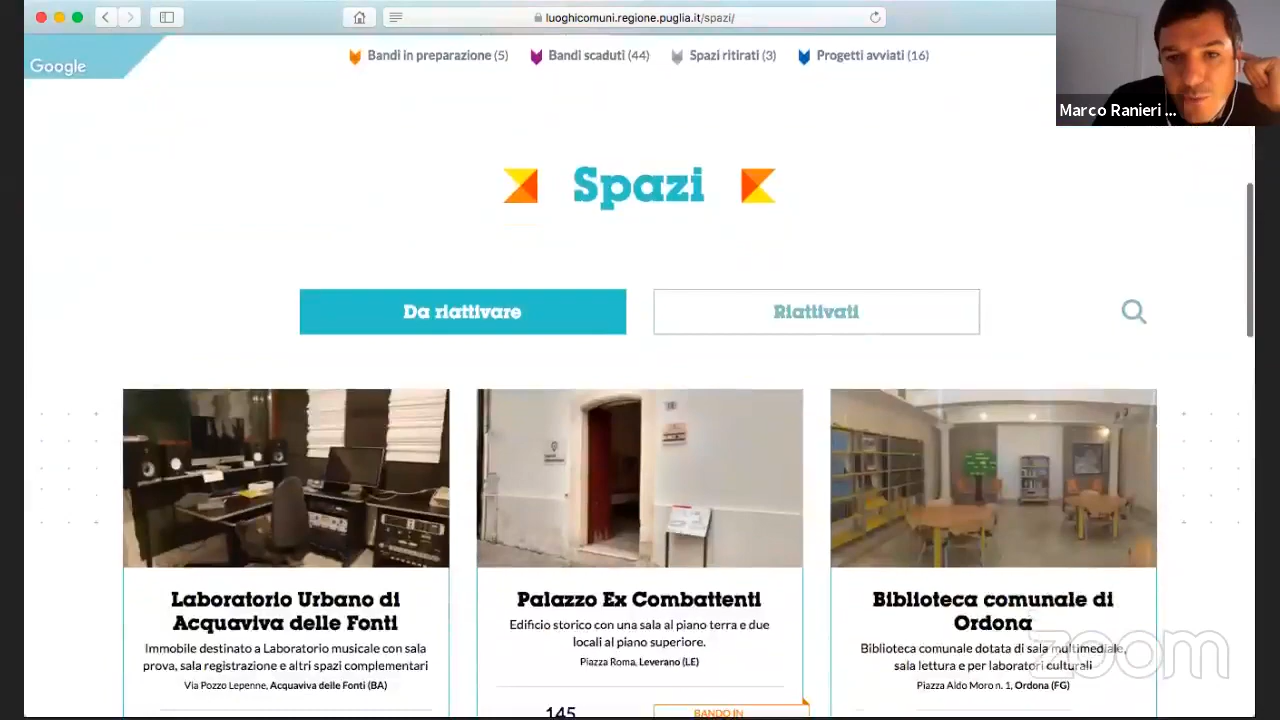 luoghicomuni.regione.puglia.it/spazi/
Google
Bandi in preparazione (5)
Bandi scaduti (44)
Spazi ritirati (3)
Progetti avviati (16)
Marco Ranieri ...
Spazi
Da riattivare
Riattivati
Laboratorio Urbano di
Acquaviva delle Fonti
Immobile destinato a Laboratorio musicale con sala
prova, sala registrazione e altri spazi complementari
Via Pozzo Lepenne, Acquaviva delle Fonti (BA)
Palazzo Ex Combattenti
Edificio storico con una sala al piano terra e due
locali al piano superiore.
Piazza Roma, Leverano (LE)
145
BANDO IN
Biblioteca comunale di
Ordona
Biblioteca comunale dotata di sala multimediale,
sala lettura e per laboratori culturali
Piazza Aldo Moro n. 1, Ordona (FG)
zoom